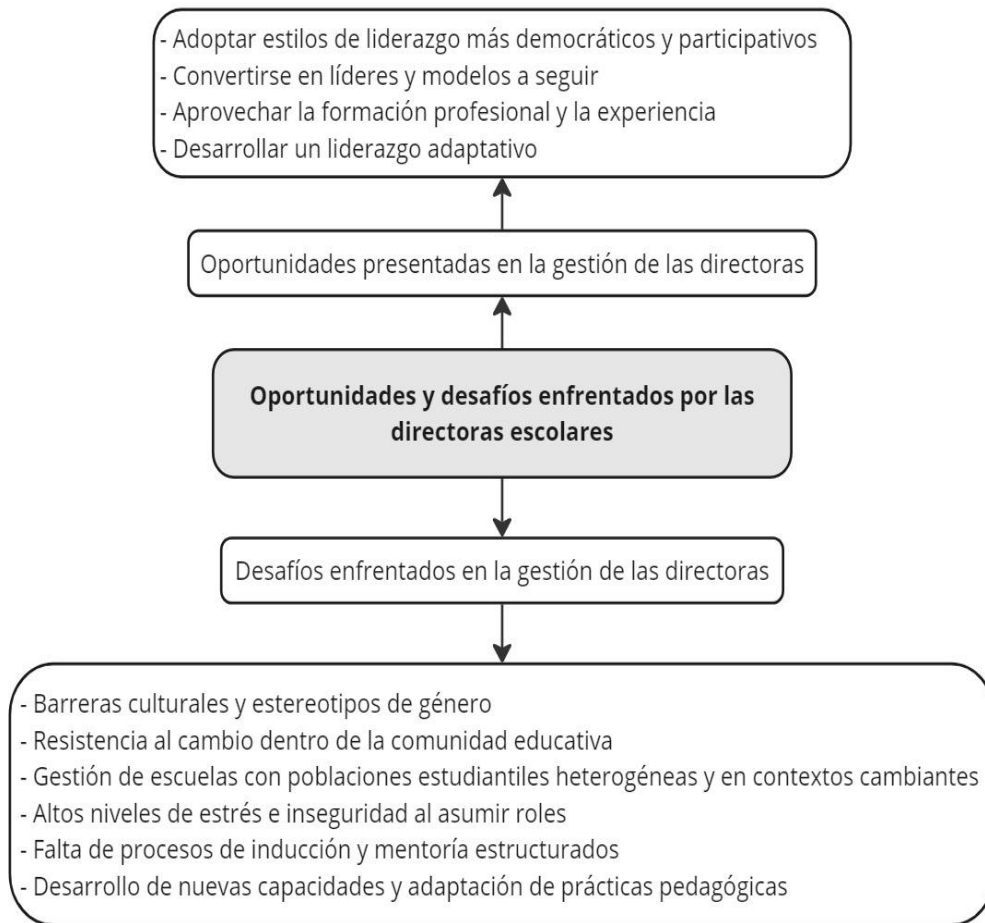 - Adoptar estilos de liderazgo más democráticos y participativos
- Convertirse en líderes y modelos a seguir
- Aprovechar la formación profesional y la experiencia
- Desarrollar un liderazgo adaptativo
Oportunidades presentadas en la gestión de las directoras
Oportunidades y desafíos enfrentados por las
directoras escolares
Desafíos enfrentados en la gestión de las directoras
- Barreras culturales y estereotipos de género
- Resistencia al cambio dentro de la comunidad educativa
- Gestión de escuelas con poblaciones estudiantiles heterogéneas y en contextos cambiantes
- Altos niveles de estrés e inseguridad al asumir roles
- Falta de procesos de inducción y mentoría estructurados
- Desarrollo de nuevas capacidades y adaptación de prácticas pedagógicas